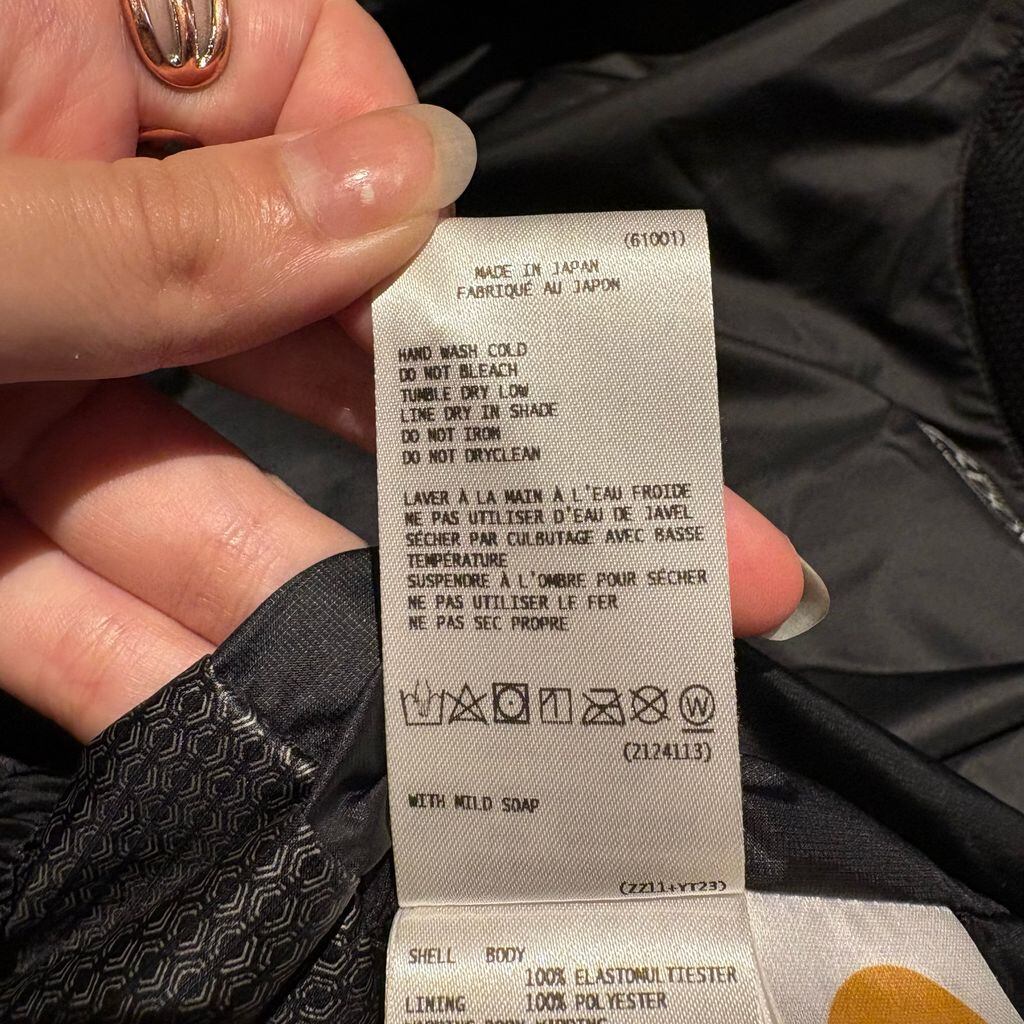 (61001)
MADE IN JAPAN
FABRIQUÉ AU JAPON
HAND WASH COLD
DO NOT BLEACH
TUMBLE DRY LOW
LINE DRY IN SHADE
DO NOT IRON
DO NOT DRYCLEAN
LAVER À LA MAIN À L'EAU FROIDE
NE PAS UTILISER D'EAU DE JAVEL
SÉCHER PAR CULBUTAGE AVEC BASSE
TEMPÉRATURE
SUSPENDRE À L'OMBRE POUR SÉCHER
NE PAS UTILISER LE FER
NE PAS SEC PROPRE
W
(2124113)
WITH MILD SOAP
(ZZ11+YT23)
SHELL BODY
100% ELASTOMULTIESTER
LINING 100% POLYESTER